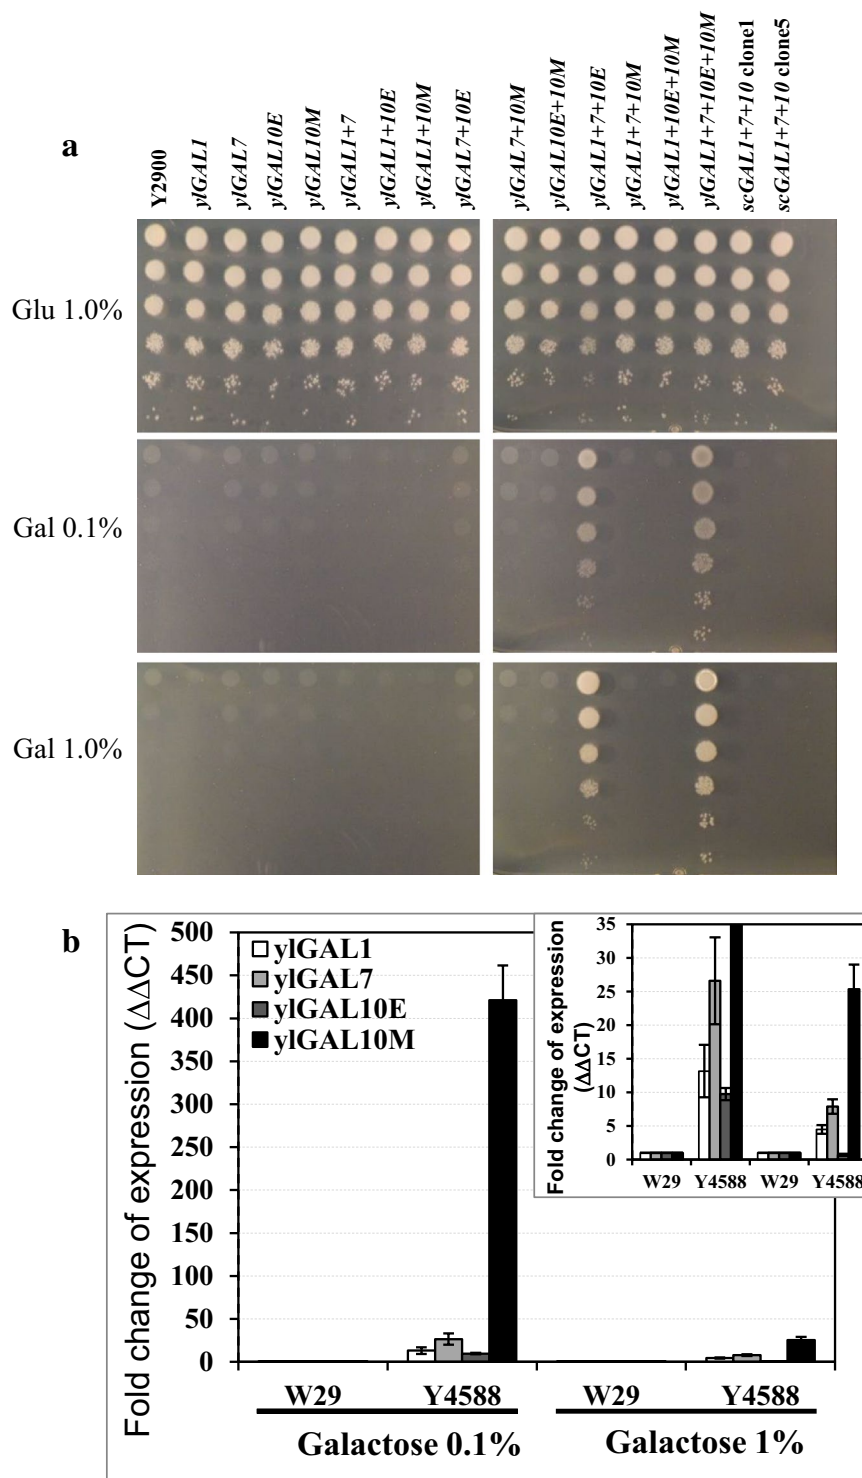 a
Y2900
ylGAL1
ylGAL7
ylGAL10E
ylGAL10M
ylGAL1+7
ylGAL1+10E
ylGAL1+10M
ylGAL7+10E
ylGAL7+10M
ylGAL10E+10M
ylGAL1+7+10E
ylGAL1+7+10M
ylGAL1+10E+10M
ylGAL1+7+10E+10M
scGAL1+7+10 clone1
scGAL1+7+10 clone5
Glu 1.0%
Gal 0.1%
Gal 1.0%
b
Fold change of expression (ΔΔCT)
500
450
400
350
300
250
200
150
100
50
0
ylGAL1
ylGAL7
ylGAL10E
ylGAL10M
Fold change of expression
(ΔΔCT)
35
30
25
20
15
10
5
0
W29 Y4588 W29 Y4588
W29 Y4588 W29 Y4588
Galactose 0.1% Galactose 1%